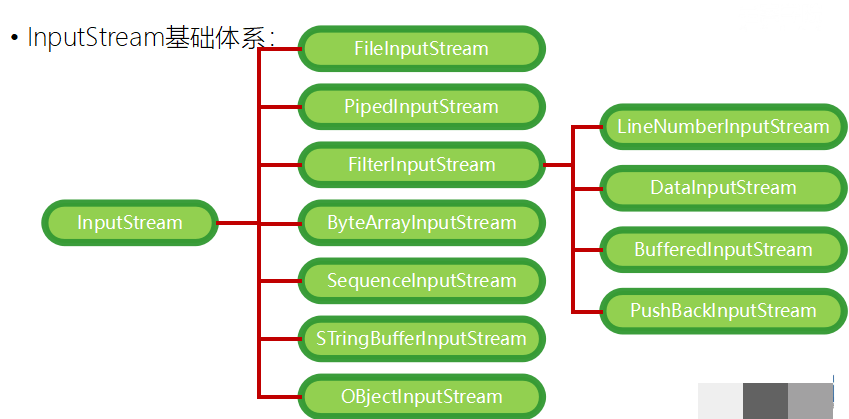 • InputStream基础体系：
FileInputStream
PipedInputStream
FilterInputStream
InputStream
ByteArrayInputStream
SequenceInputStream
STringBufferInputStream
OBjectInputStream
LineNumberInputStream
DataInputStream
BufferedInputStream
PushBackInputStream